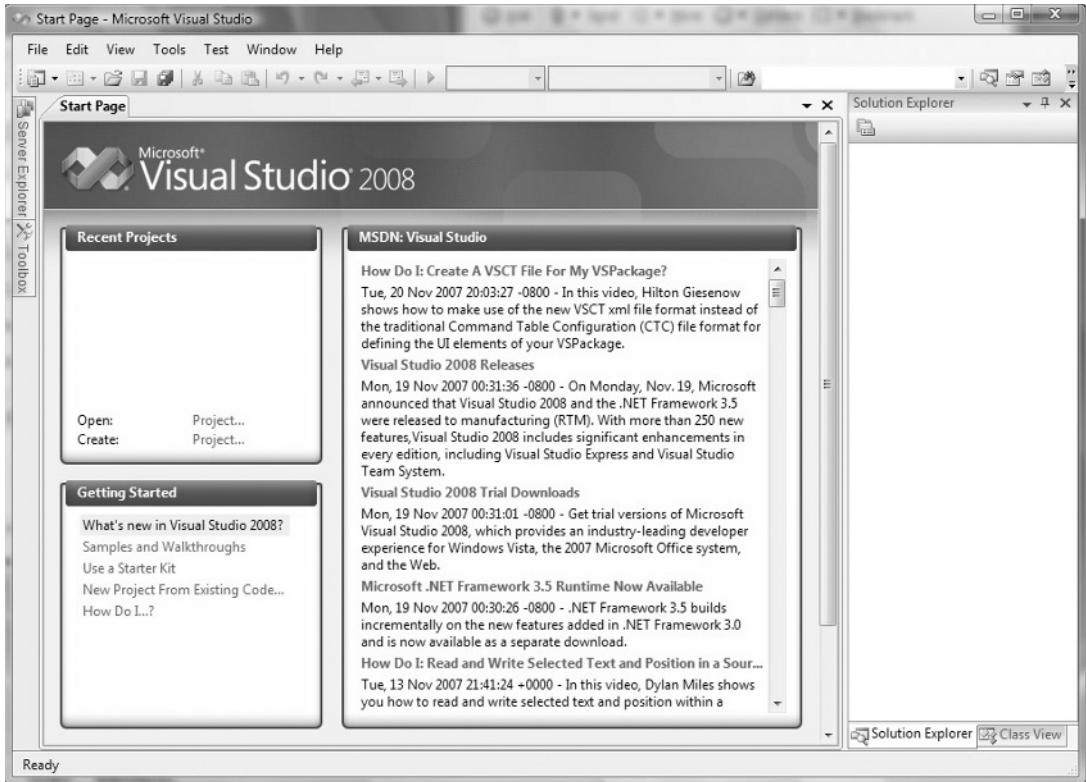 Start Page - Microsoft Visual Studio
File Edit View Tools Test Window Help
Server Explorer
Toolbox
Start Page
Microsoft®
Visual Studio® 2008
Recent Projects
Open: Project...
Create: Project...
Getting Started
What's new in Visual Studio 2008?
Samples and Walkthroughs
Use a Starter Kit
New Project From Existing Code...
How Do I...?
MSDN: Visual Studio
How Do I: Create A VSCT File For My VSPackage?
Tue, 20 Nov 2007 20:03:27 -0800 - In this video, Hilton Giesenow
shows how to make use of the new VSCT xml file format instead of
the traditional Command Table Configuration (CTC) file format for
defining the UI elements of your VSPackage.
Visual Studio 2008 Releases
Mon, 19 Nov 2007 00:31:36 -0800 - On Monday, Nov. 19, Microsoft
announced that Visual Studio 2008 and the .NET Framework 3.5
were released to manufacturing (RTM). With more than 250 new
features,Visual Studio 2008 includes significant enhancements in
every edition, including Visual Studio Express and Visual Studio
Team System.
Visual Studio 2008 Trial Downloads
Mon, 19 Nov 2007 00:31:01 -0800 - Get trial versions of Microsoft
Visual Studio 2008, which provides an industry-leading developer
experience for Windows Vista, the 2007 Microsoft Office system,
and the Web.
Microsoft .NET Framework 3.5 Runtime Now Available
Mon, 19 Nov 2007 00:30:26 -0800 - .NET Framework 3.5 builds
incrementally on the new features added in .NET Framework 3.0
and is now available as a separate download.
How Do I: Read and Write Selected Text and Position in a Sour...
Tue, 13 Nov 2007 21:41:24 +0000 - In this video, Dylan Miles shows
you how to read and write selected text and position within a
Solution Explorer
Solution Explorer Class View
Ready